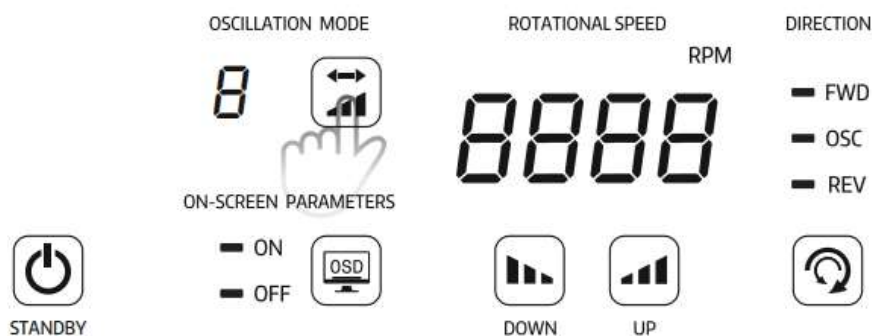 OSCILLATION MODE
ROTATIONAL SPEED
DIRECTION
RPM
8
8888
FWD
OSC
REV
ON-SCREEN PARAMETERS
ON
OFF
OSD
STANDBY
DOWN
UP